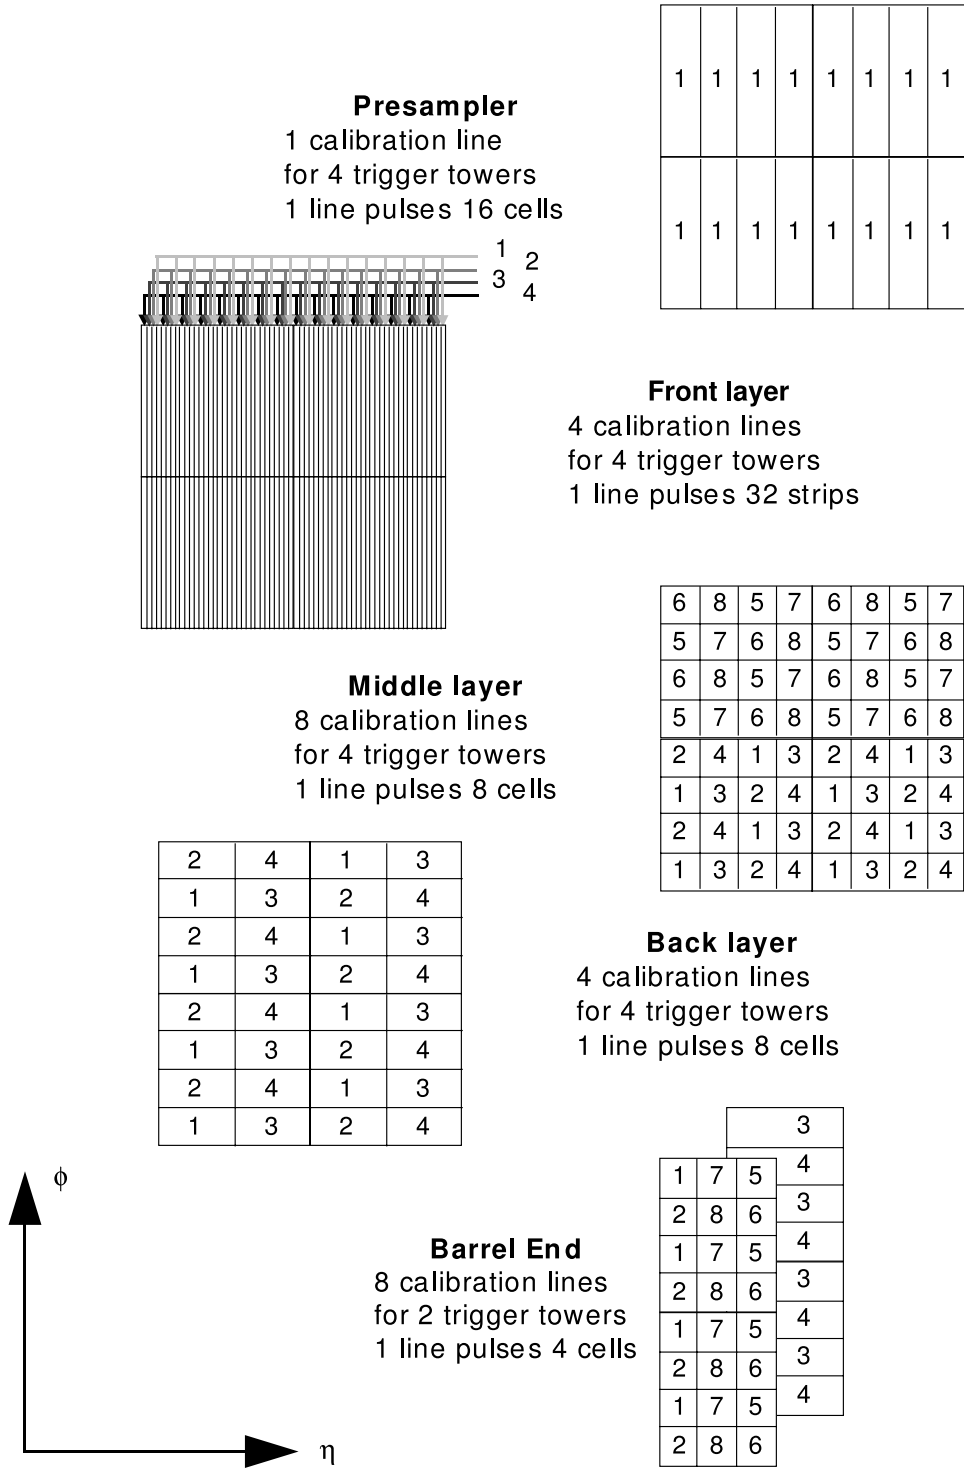 1 1 1 1 1 1 1 1
1 1 1 1 1 1 1 1
Presampler
1 calibration line
for 4 trigger towers
1 line pulses 16 cells
1 2
3 4
Front layer
4 calibration lines
for 4 trigger towers
1 line pulses 32 strips
6 8 5 7 6 8 5 7
5 7 6 8 5 7 6 8
6 8 5 7 6 8 5 7
5 7 6 8 5 7 6 8
2 4 1 3 2 4 1 3
1 3 2 4 1 3 2 4
2 4 1 3 2 4 1 3
1 3 2 4 1 3 2 4
Middle layer
8 calibration lines
for 4 trigger towers
1 line pulses 8 cells
2 4 1 3
1 3 2 4
2 4 1 3
1 3 2 4
2 4 1 3
1 3 2 4
2 4 1 3
1 3 2 4
Back layer
4 calibration lines
for 4 trigger towers
1 line pulses 8 cells
3
4
3
4
3
4
3
4
1 7 5
2 8 6
1 7 5
2 8 6
1 7 5
2 8 6
1 7 5
2 8 6
Barrel End
8 calibration lines
for 2 trigger towers
1 line pulses 4 cells
φ
η